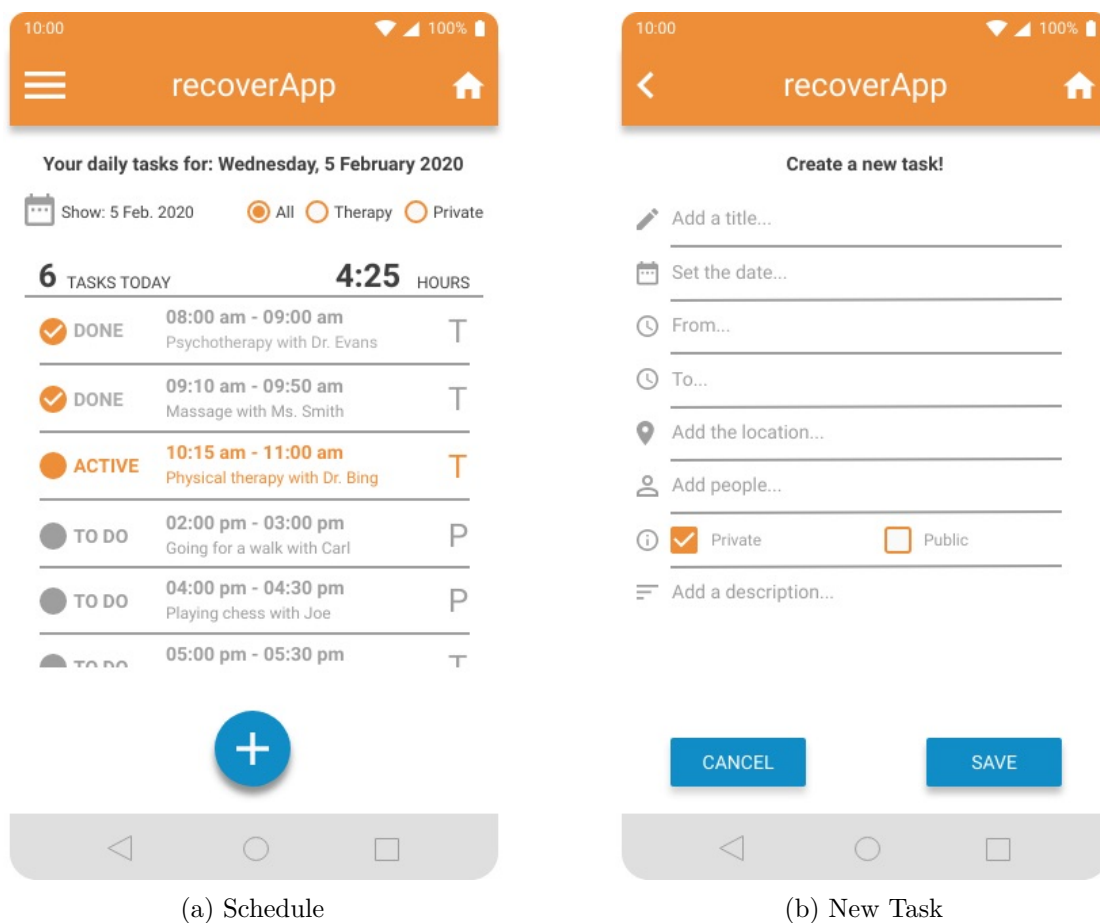 10:00 100%
recoverApp
Your daily tasks for: Wednesday, 5 February 2020
Show: 5 Feb. 2020 All Therapy Private
6 TASKS TODAY 4:25 HOURS
DONE 08:00 am - 09:00 am T
Psychotherapy with Dr. Evans
DONE 09:10 am - 09:50 am T
Massage with Ms. Smith
ACTIVE 10:15 am - 11:00 am T
Physical therapy with Dr. Bing
TO DO 02:00 pm - 03:00 pm P
Going for a walk with Carl
TO DO 04:00 pm - 04:30 pm P
Playing chess with Joe
TO DO 05:00 pm - 05:30 pm T
(a) Schedule
10:00 100%
recoverApp
Create a new task!
Add a title...
Set the date...
From...
To...
Add the location...
Add people...
Private Public
Add a description...
CANCEL SAVE
(b) New Task